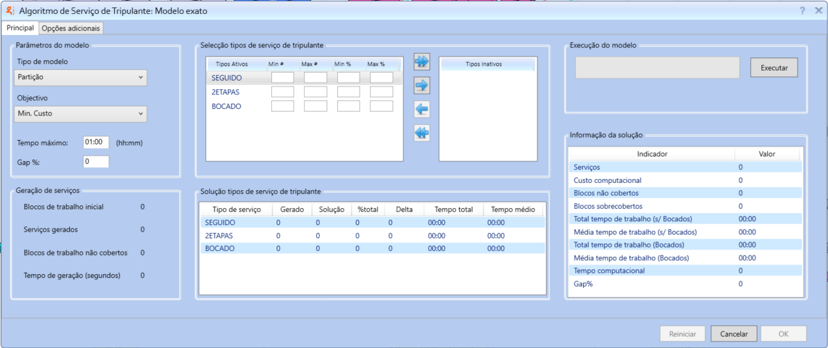 Algoritmo de Serviço de Tripulante: Modelo exato
Principal
Opções adicionais
Parâmetros do modelo
Tipo de modelo
Partição
Objectivo
Min. Custo
Tempo máximo: 01:00 (hh:mm)
Gap %: 0
Selecção tipos de serviço de tripulante
Tipos Ativos Min # Max # Min % Max %
SEGUIDO
2ETAPAS
BOCADO
Tipos Inativos
Execução do modelo
Executar
Geração de serviços
Blocos de trabalho inicial 0
Serviços gerados 0
Blocos de trabalho não cobertos 0
Tempo de geração (segundos) 0
Solução tipos de serviço de tripulante
Tipo de serviço Gerado Solução %total Delta Tempo total Tempo médio
SEGUIDO 0 0 0 0 00:00 00:00
2ETAPAS 0 0 0 0 00:00 00:00
BOCADO 0 0 0 0 00:00 00:00
Informação da solução
Indicador Valor
Serviços 0
Custo computacional 0
Blocos não cobertos 0
Blocos sobrecobertos 0
Total tempo de trabalho (s/ Bocados) 00:00
Média tempo de trabalho (s/ Bocados) 00:00
Total tempo de trabalho (Bocados) 00:00
Média tempo de trabalho (Bocados) 00:00
Tempo computacional 0
Gap% 0
Reiniciar
Cancelar
OK